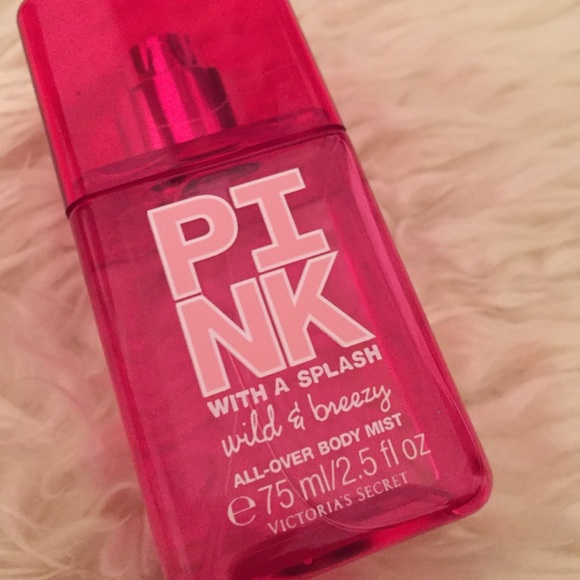 PI
NK
WITH A SPLASH
wild & breezy
ALL-OVER BODY MIST
℮ 75 ml/2.5 fl oz
VICTORIA'S SECRET